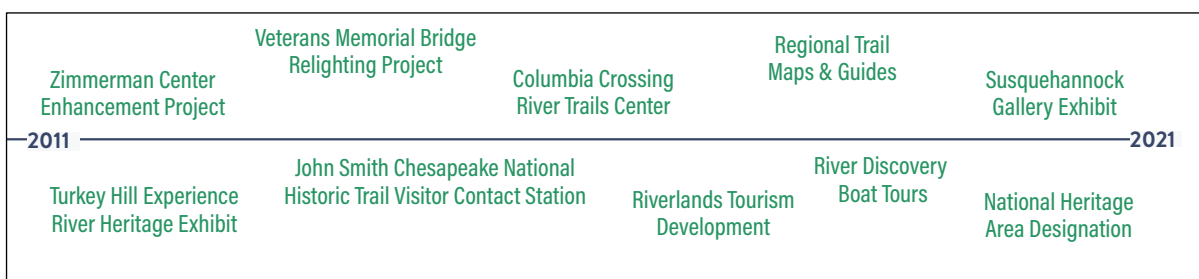 Veterans Memorial Bridge
Relighting Project
Regional Trail
Maps & Guides
Zimmerman Center
Enhancement Project
Columbia Crossing
River Trails Center
Susquehannock
Gallery Exhibit
2011
2021
John Smith Chesapeake National
Historic Trail Visitor Contact Station
River Discovery
Boat Tours
Turkey Hill Experience
River Heritage Exhibit
Riverlands Tourism
Development
National Heritage
Area Designation